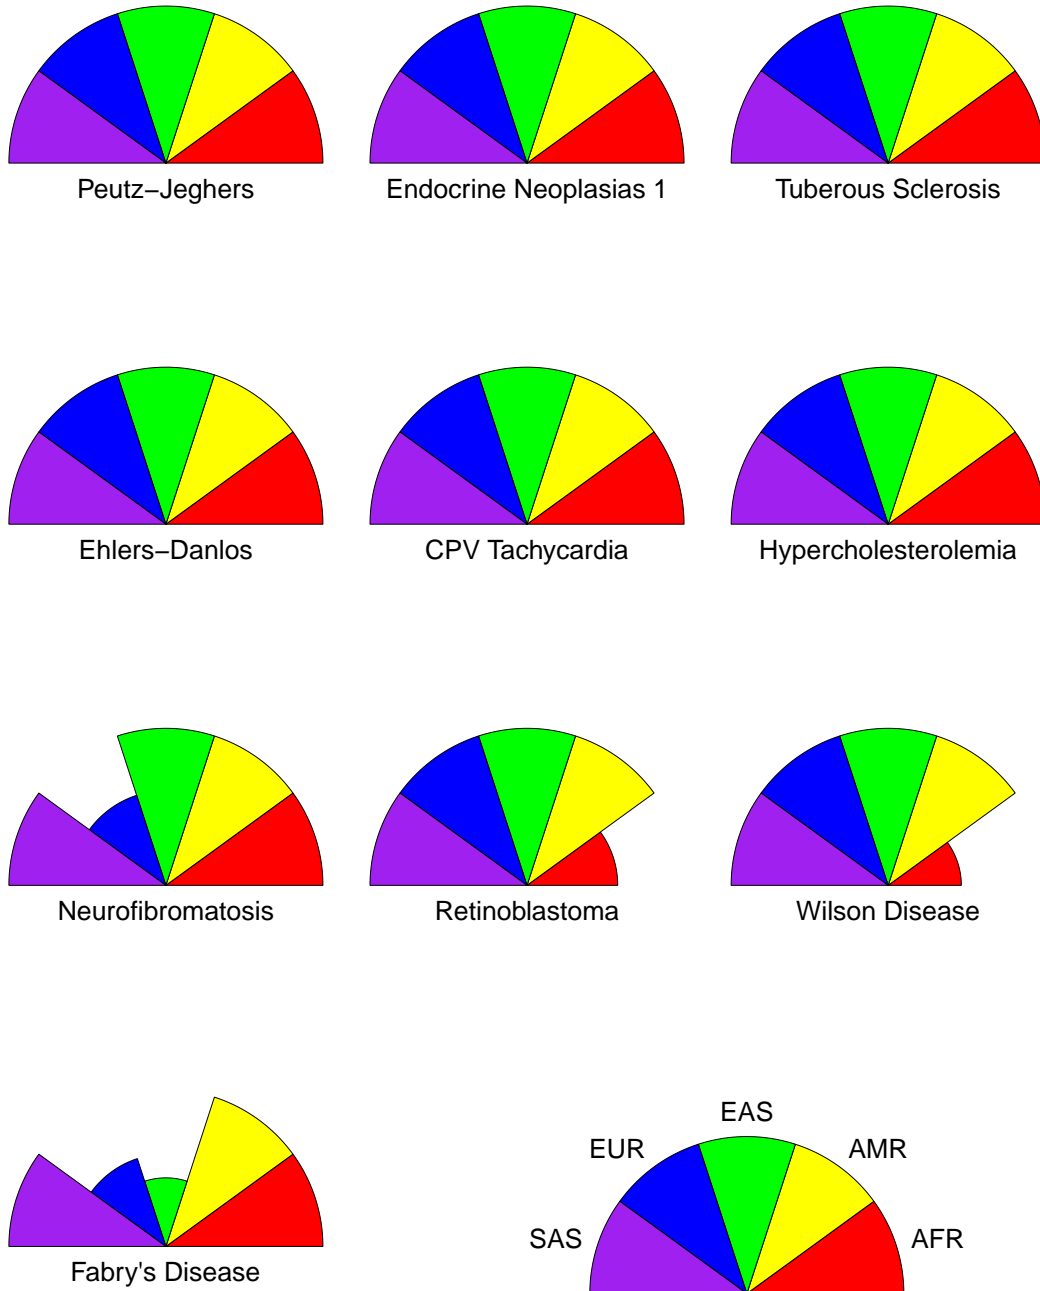 Peutz−Jeghers
Endocrine Neoplasias 1
Tuberous Sclerosis
Ehlers−Danlos
CPV Tachycardia
Hypercholesterolemia
Neurofibromatosis
Retinoblastoma
Wilson Disease
Fabry's Disease
EAS
EUR
AMR
SAS
AFR